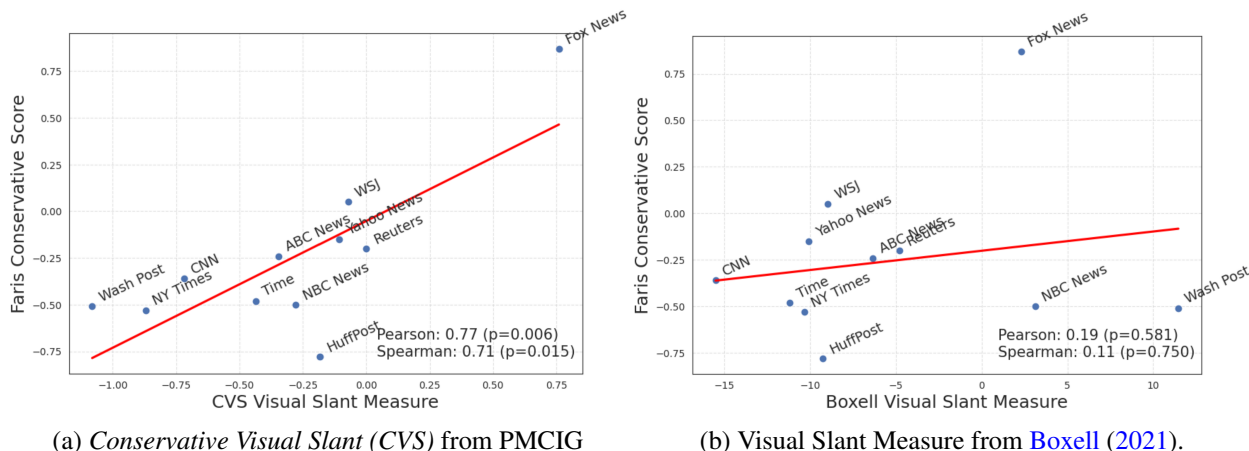 Fox News
0.75
0.50
0.25
0.00
−0.25
−0.50
−0.75
Faris Conservative Score
WSJ
Yahoo News
ABC News
Reuters
CNN
Wash Post
NY Times
Time
NBC News
HuffPost
Pearson: 0.77 (p=0.006)
Spearman: 0.71 (p=0.015)
−1.00 −0.75 −0.50 −0.25 0.00 0.25 0.50 0.75
CVS Visual Slant Measure
(a) Conservative Visual Slant (CVS) from PMCIG
Fox News
0.75
0.50
0.25
0.00
−0.25
−0.50
−0.75
Faris Conservative Score
WSJ
Yahoo News
ABC News
Reuters
CNN
Time
NY Times
NBC News
Wash Post
HuffPost
Pearson: 0.19 (p=0.581)
Spearman: 0.11 (p=0.750)
−15 −10 −5 0 5 10
Boxell Visual Slant Measure
(b) Visual Slant Measure from Boxell (2021).